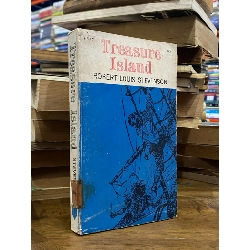 Treasure
Island
ROBERT LOUIS STEVENSON
Treasure Island